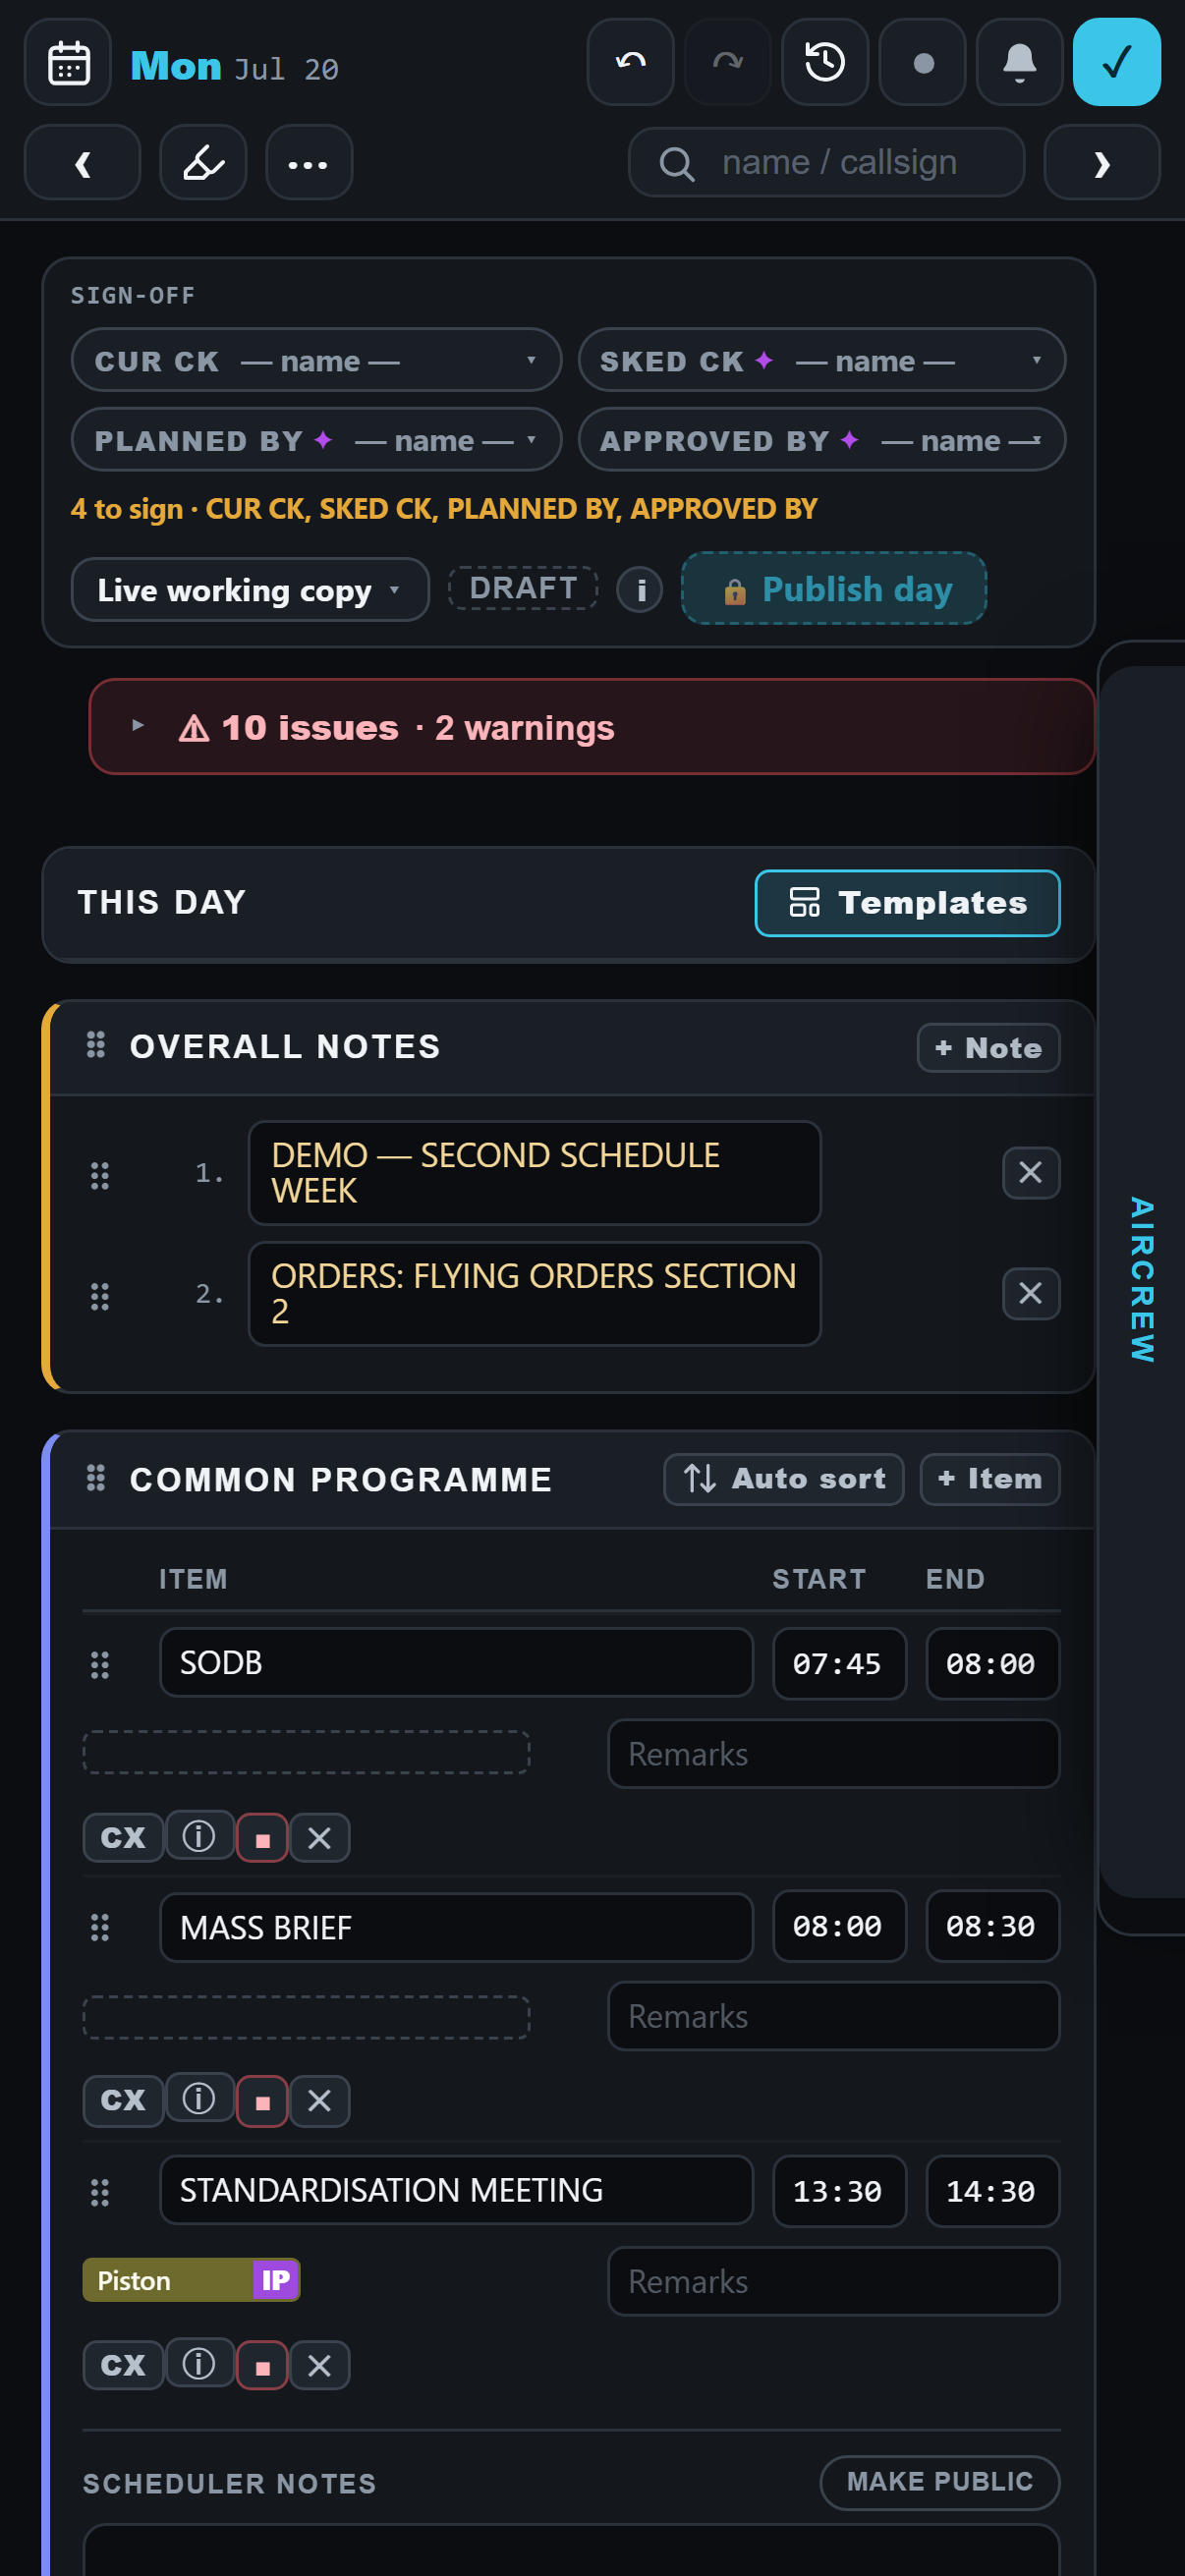 Mon Jul 20
name / callsign
SIGN-OFF
CUR CK — name —
SKED CK — name —
PLANNED BY — name —
APPROVED BY — name —
4 to sign · CUR CK, SKED CK, PLANNED BY, APPROVED BY
Live working copy DRAFT i Publish day
10 issues · 2 warnings
THIS DAY Templates
OVERALL NOTES + Note
1. DEMO — SECOND SCHEDULE
WEEK
2. ORDERS: FLYING ORDERS SECTION
2
AIRCREW
COMMON PROGRAMME Auto sort + Item
ITEM START END
SODB 07:45 08:00
Remarks
CX
MASS BRIEF 08:00 08:30
Remarks
CX
STANDARDISATION MEETING 13:30 14:30
Piston IP Remarks
CX
SCHEDULER NOTES MAKE PUBLIC